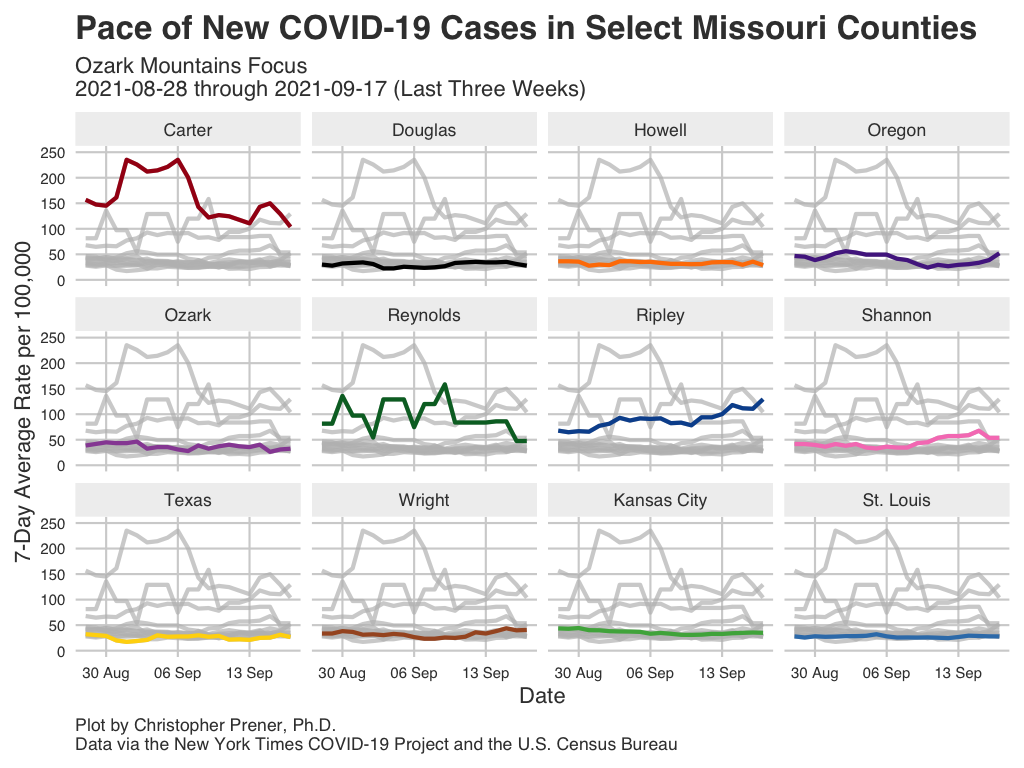 Pace of New COVID-19 Cases in Select Missouri Counties
Ozark Mountains Focus
2021-08-28 through 2021-09-17 (Last Three Weeks)
Carter
Douglas
Howell
Oregon
250
200
150
100
50
0
Ozark
Reynolds
Ripley
Shannon
250
200
150
100
50
0
Texas
Wright
Kansas City
St. Louis
250
200
150
100
50
0
7-Day Average Rate per 100,000
30 Aug
06 Sep
13 Sep
30 Aug
06 Sep
13 Sep
30 Aug
06 Sep
13 Sep
30 Aug
06 Sep
13 Sep
Date
Plot by Christopher Prener, Ph.D.
Data via the New York Times COVID-19 Project and the U.S. Census Bureau